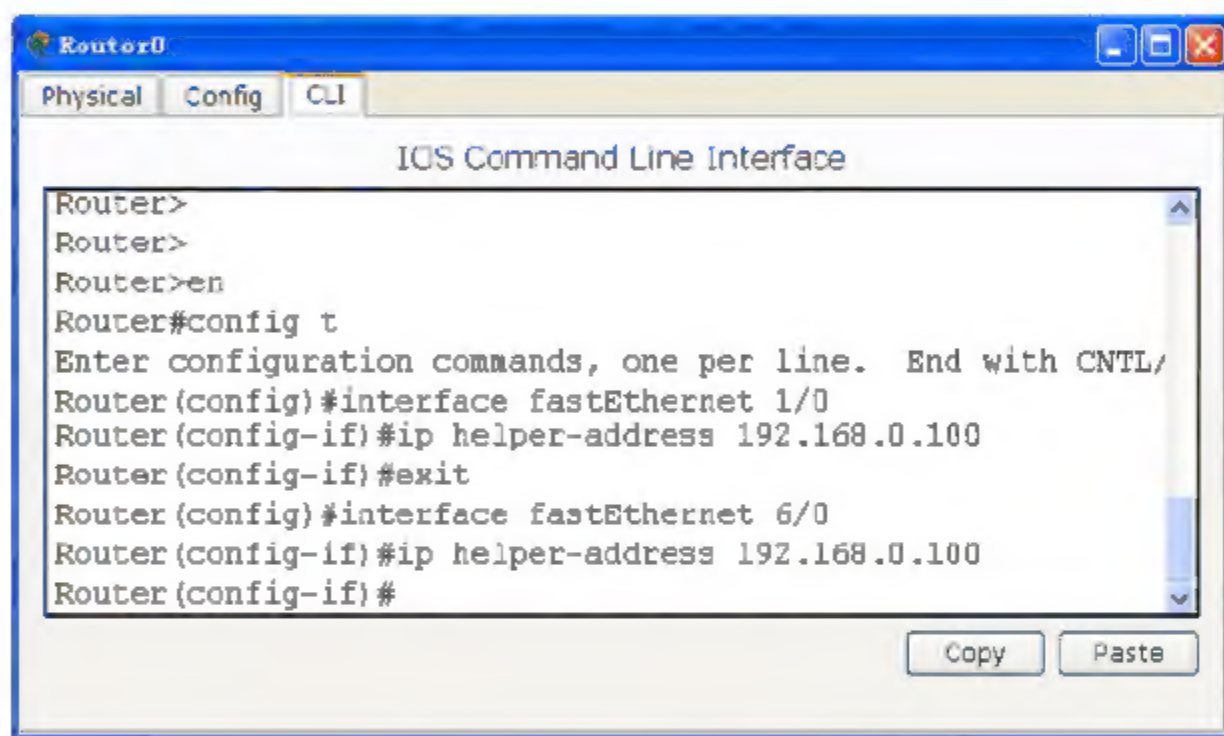 Router0
Physical Config CLI
IOS Command Line Interface
Router>
Router>
Router>en
Router#config t
Enter configuration commands, one per line.  End with CNTL/
Router(config)#interface fastEthernet 1/0
Router(config-if)#ip helper-address 192.168.0.100
Router(config-if)#exit
Router(config)#interface fastEthernet 6/0
Router(config-if)#ip helper-address 192.168.0.100
Router(config-if)#
Copy Paste